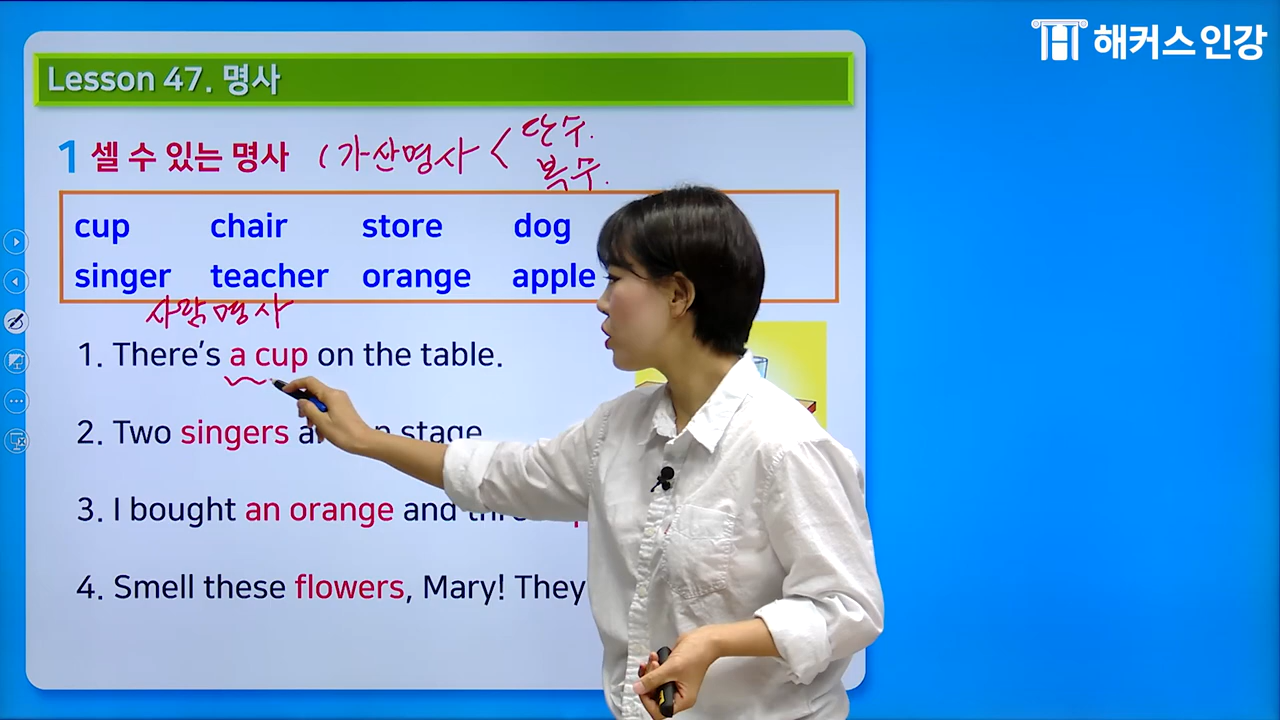 해커스인강
Lesson 47. 명사
1 셀 수 있는 명사 ( 가산명사 < 단수.
복수.
cup chair store dog
singer teacher orange apple
사람명사
1. There's a cup on the table.
2. Two singers on stage
3. I bought an orange and
4. Smell these flowers, Mary! They